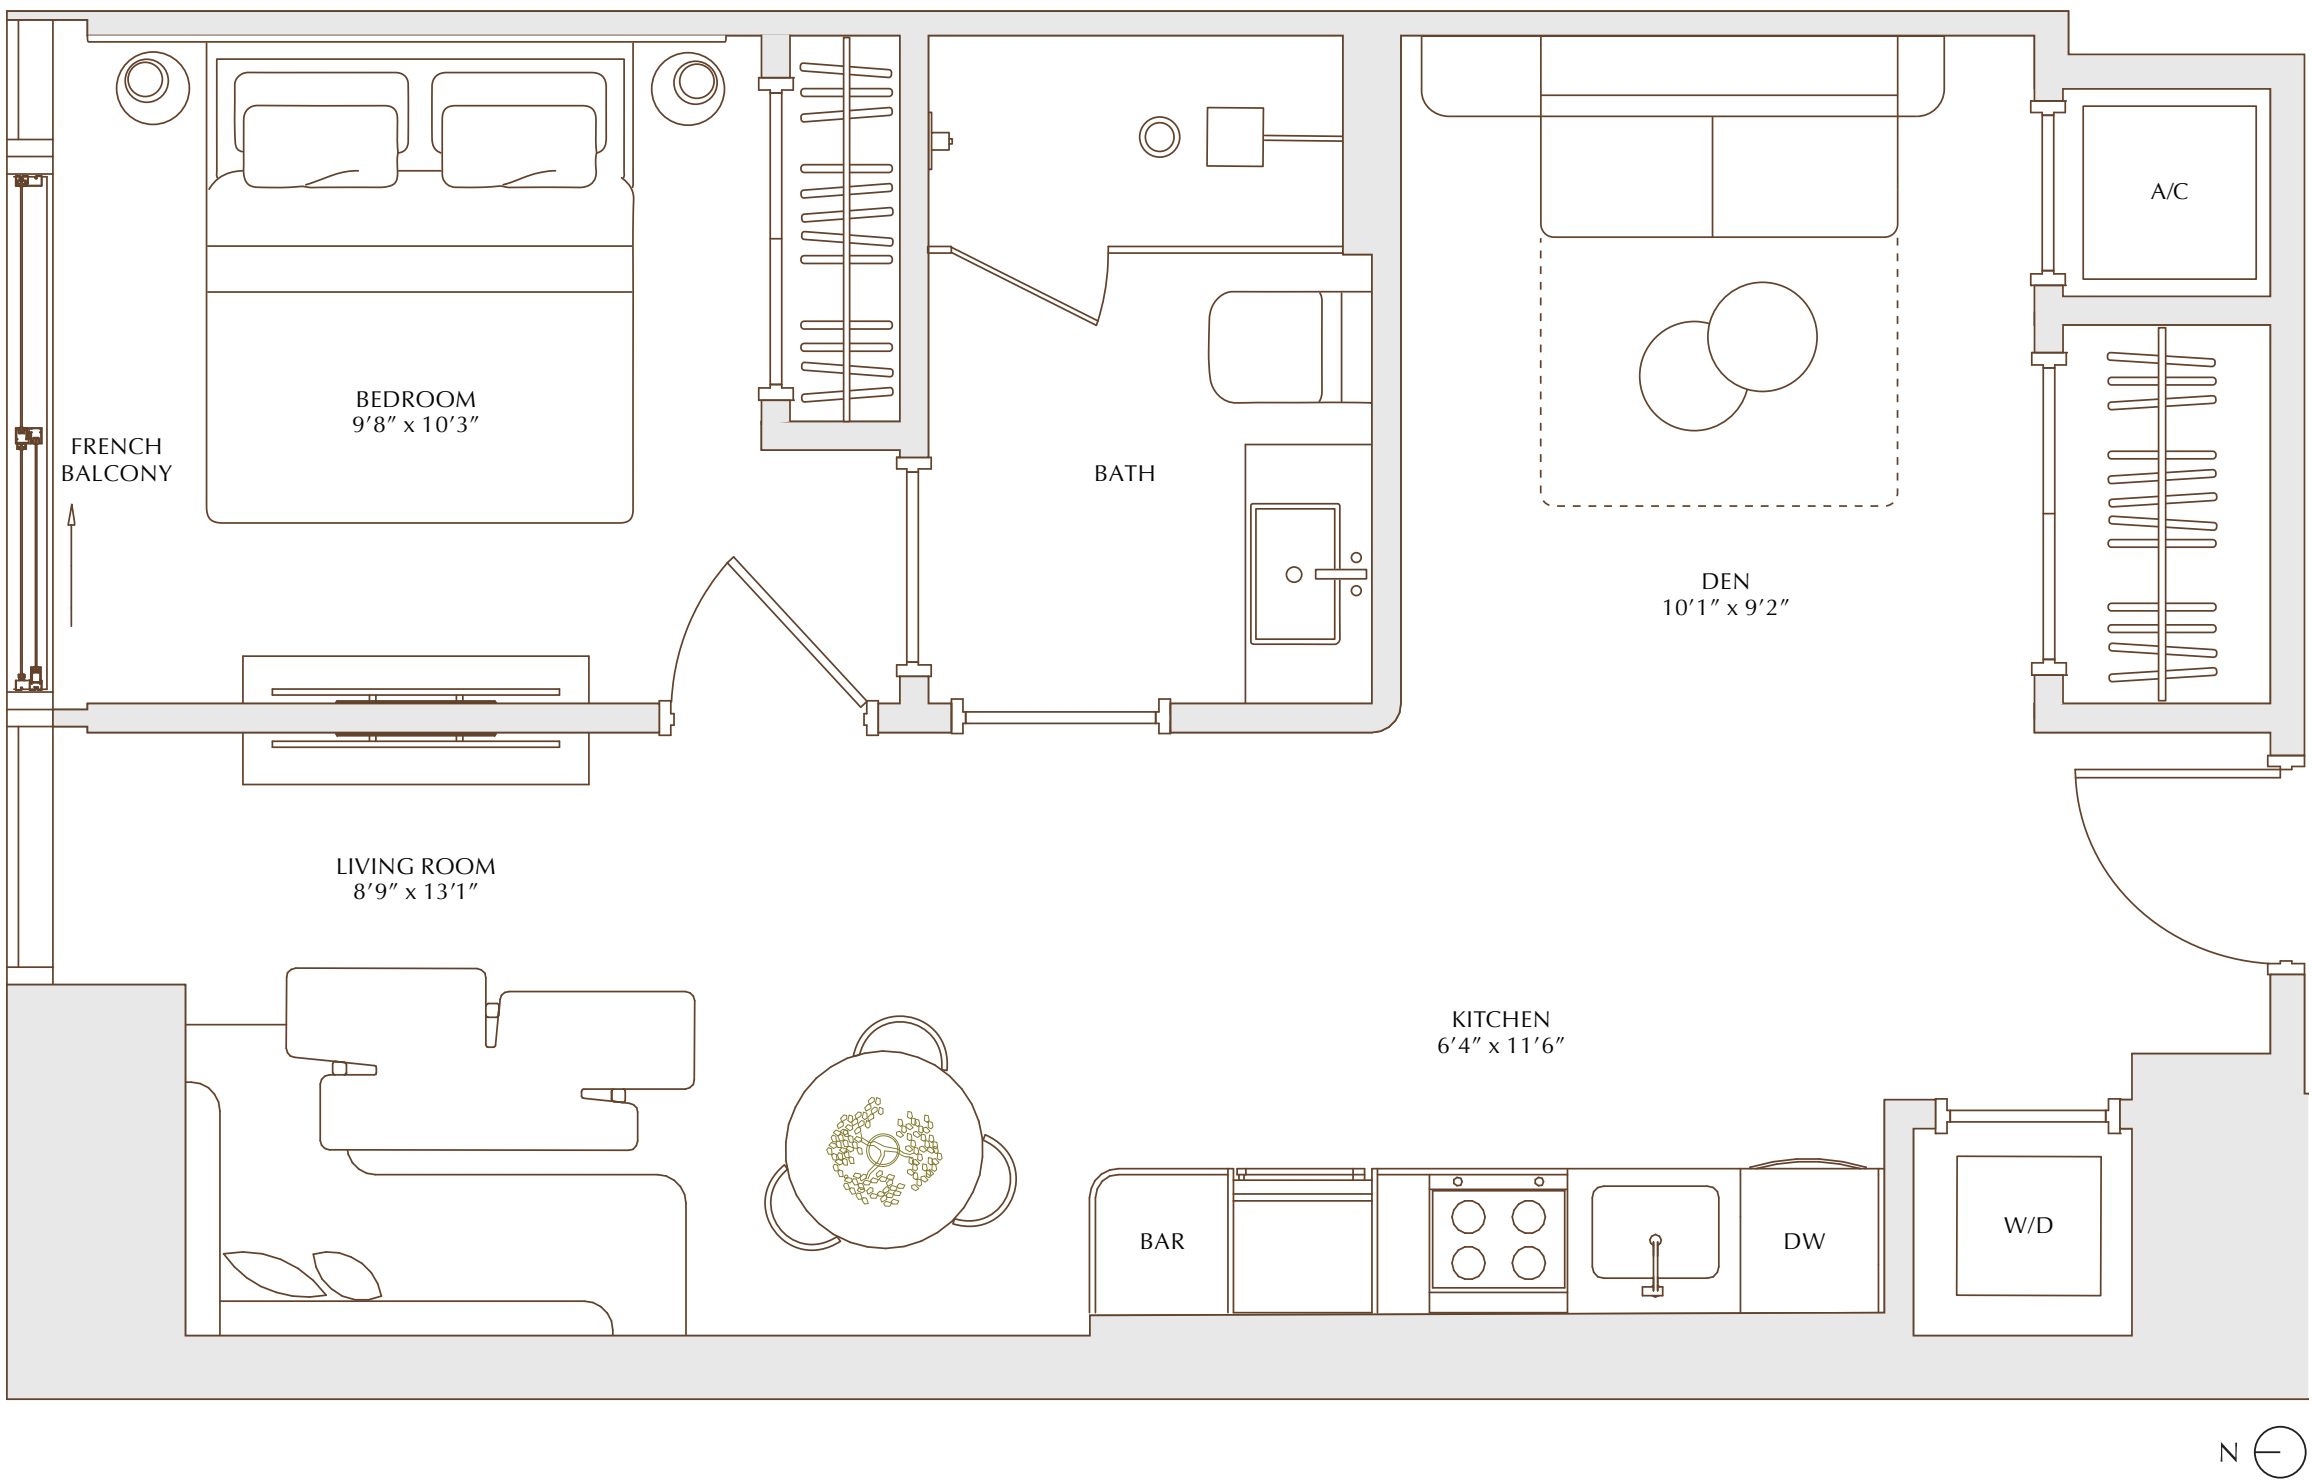 A/C
BEDROOM
9’8” x 10’3”
FRENCH
BALCONY
BATH
DEN
10’1” x 9’2”
LIVING ROOM
8’9” x 13’1”
KITCHEN
6’4” x 11’6”
BAR
DW
W/D
N